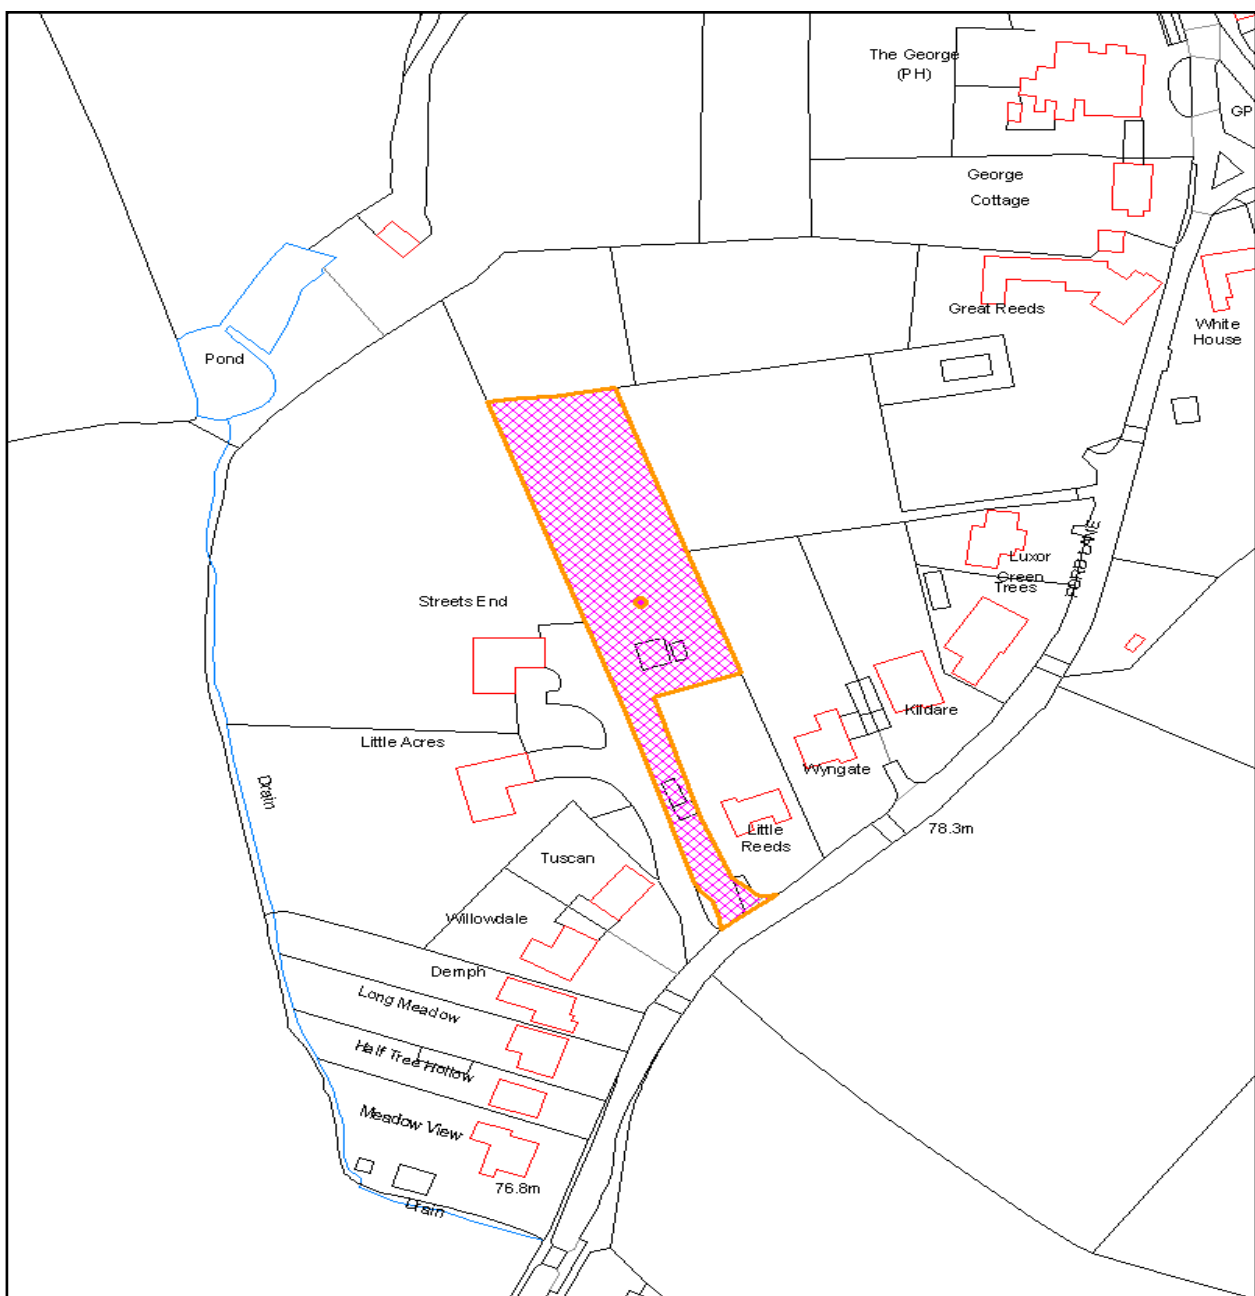 The George
(PH)
GP
George
Cottage
Great Reeds
White
House
Pond
FORD LANE
Luxor
Green
Trees
Streets End
Kildare
Little Acres
Wyngate
Drain
78.3m
Little
Reeds
Tuscan
Willowdale
Demph
Long Meadow
Half Tree Hollow
Meadow View
76.8m
Drain